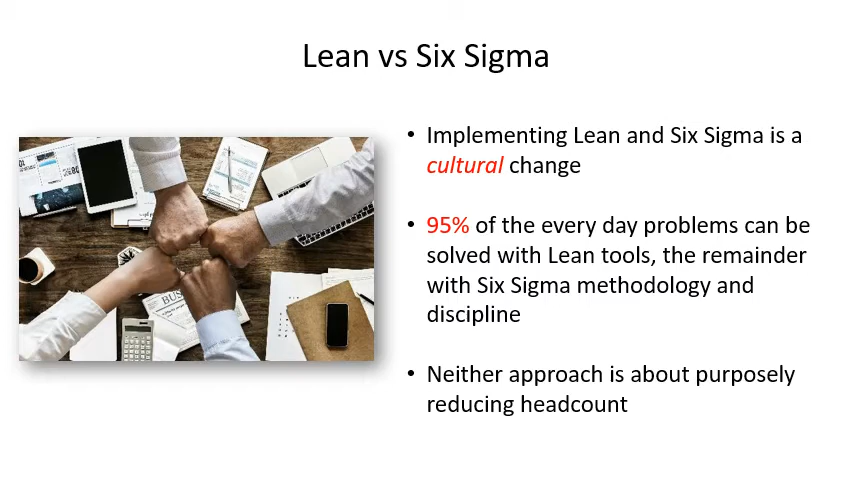 Lean vs Six Sigma
• Implementing Lean and Six Sigma is a
cultural change
• 95% of the every day problems can be
solved with Lean tools, the remainder
with Six Sigma methodology and
discipline
• Neither approach is about purposely
reducing headcount
BUS